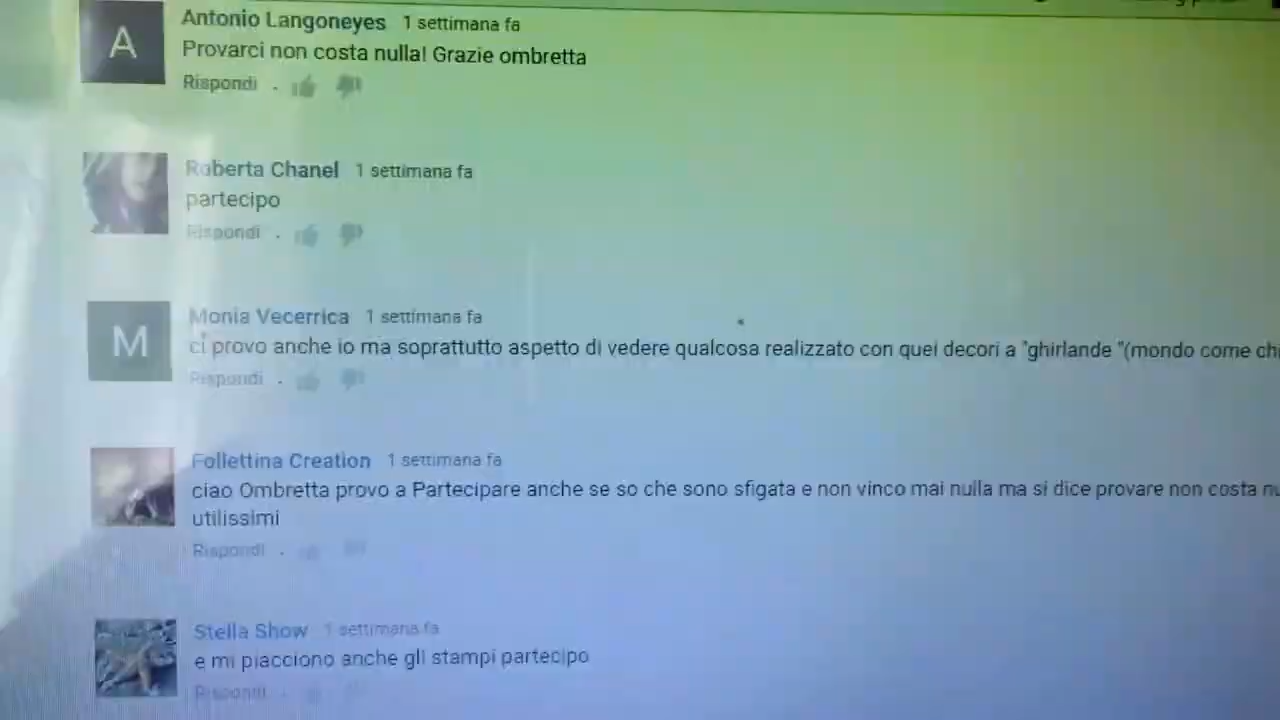 A
Antonio Langoneyes 1 settimana fa
Provarci non costa nulla! Grazie ombretta
Rispondi .
Roberta Chanel 1 settimana fa
partecipo
Rispondi .
M
Monia Vecerrica 1 settimana fa
ci provo anche io ma soprattutto aspetto di vedere qualcosa realizzato con quei decori a "ghirlande "(mondo come
Rispondi .
Follettina Creation 1 settimana fa
ciao Ombretta provo a Partecipare anche se so che sono sfigata e non vinco mai nulla ma si dice provare non costa
utilissimi
Rispondi .
Stella Show 1 settimana fa
e mi piacciono anche gli stampi partecipo
Rispondi .